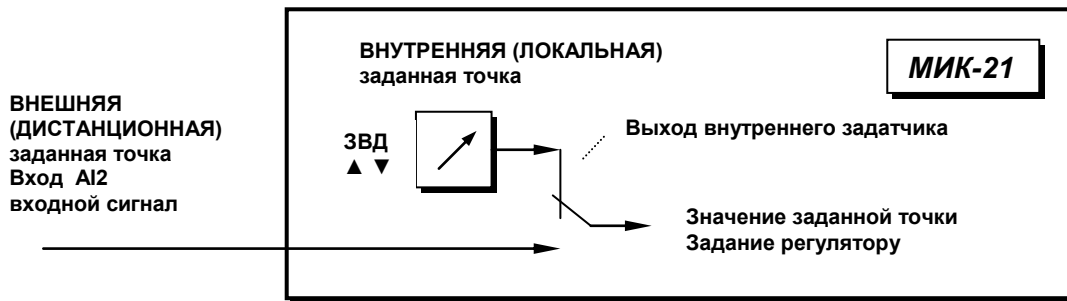 ВНУТРЕННЯЯ (ЛОКАЛЬНАЯ)
заданная точка
МИК-21
ВНЕШНЯЯ
(ДИСТАНЦИОННАЯ)
заданная точка
Вход AI2
входной сигнал
ЗВД
▲ ▼
Выход внутреннего задатчика
Значение заданной точки
Задание регулятору